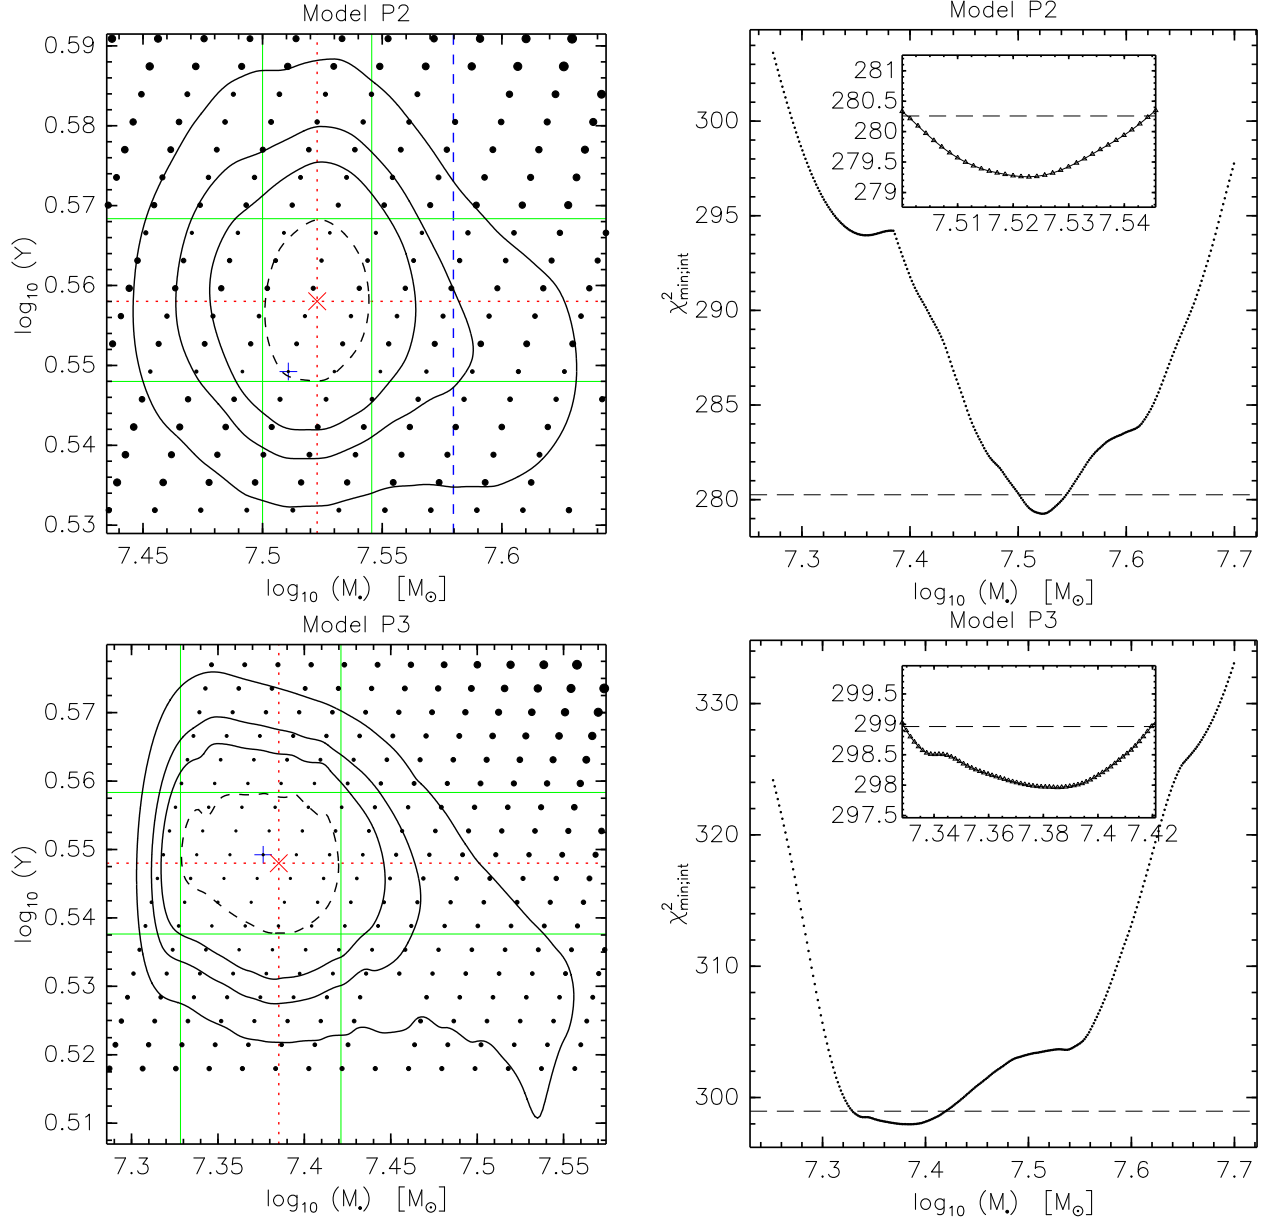 Model P2
0.59
0.58
0.57
0.56
0.55
0.54
0.53
log₁₀ (Y)
7.45 7.5 7.55 7.6
log₁₀ (M•) [M⊙]
Model P2
300
295
290
285
280
χ²min;int
281
280.5
280
279.5
279
7.51 7.52 7.53 7.54
7.3 7.4 7.5 7.6 7.7
log₁₀ (M•) [M⊙]
Model P3
0.57
0.56
0.55
0.54
0.53
0.52
0.51
log₁₀ (Y)
7.3 7.35 7.4 7.45 7.5 7.55
log₁₀ (M•) [M⊙]
Model P3
330
320
310
300
χ²min;int
299.5
299
298.5
298
297.5
7.34 7.36 7.38 7.4 7.42
7.3 7.4 7.5 7.6 7.7
log₁₀ (M•) [M⊙]